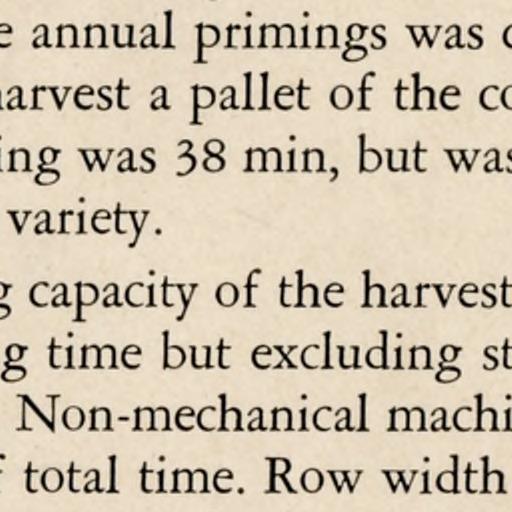 annual primings was
harvest a pallet of the
ing was 38 min, but was
variety.
capacity of the harvest
time but excluding st
Non-mechanical machi
total time. Row width